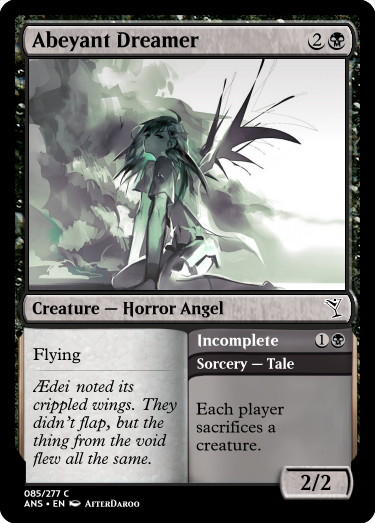 Abeyant Dreamer 2
Creature — Horror Angel
Flying
Ædei noted its
crippled wings. They
didn't flap, but the
thing from the void
flew all the same.
Incomplete 1
Sorcery — Tale
Each player
sacrifices a
creature.
2/2
085/277 C
ANS • EN AfterDaroo